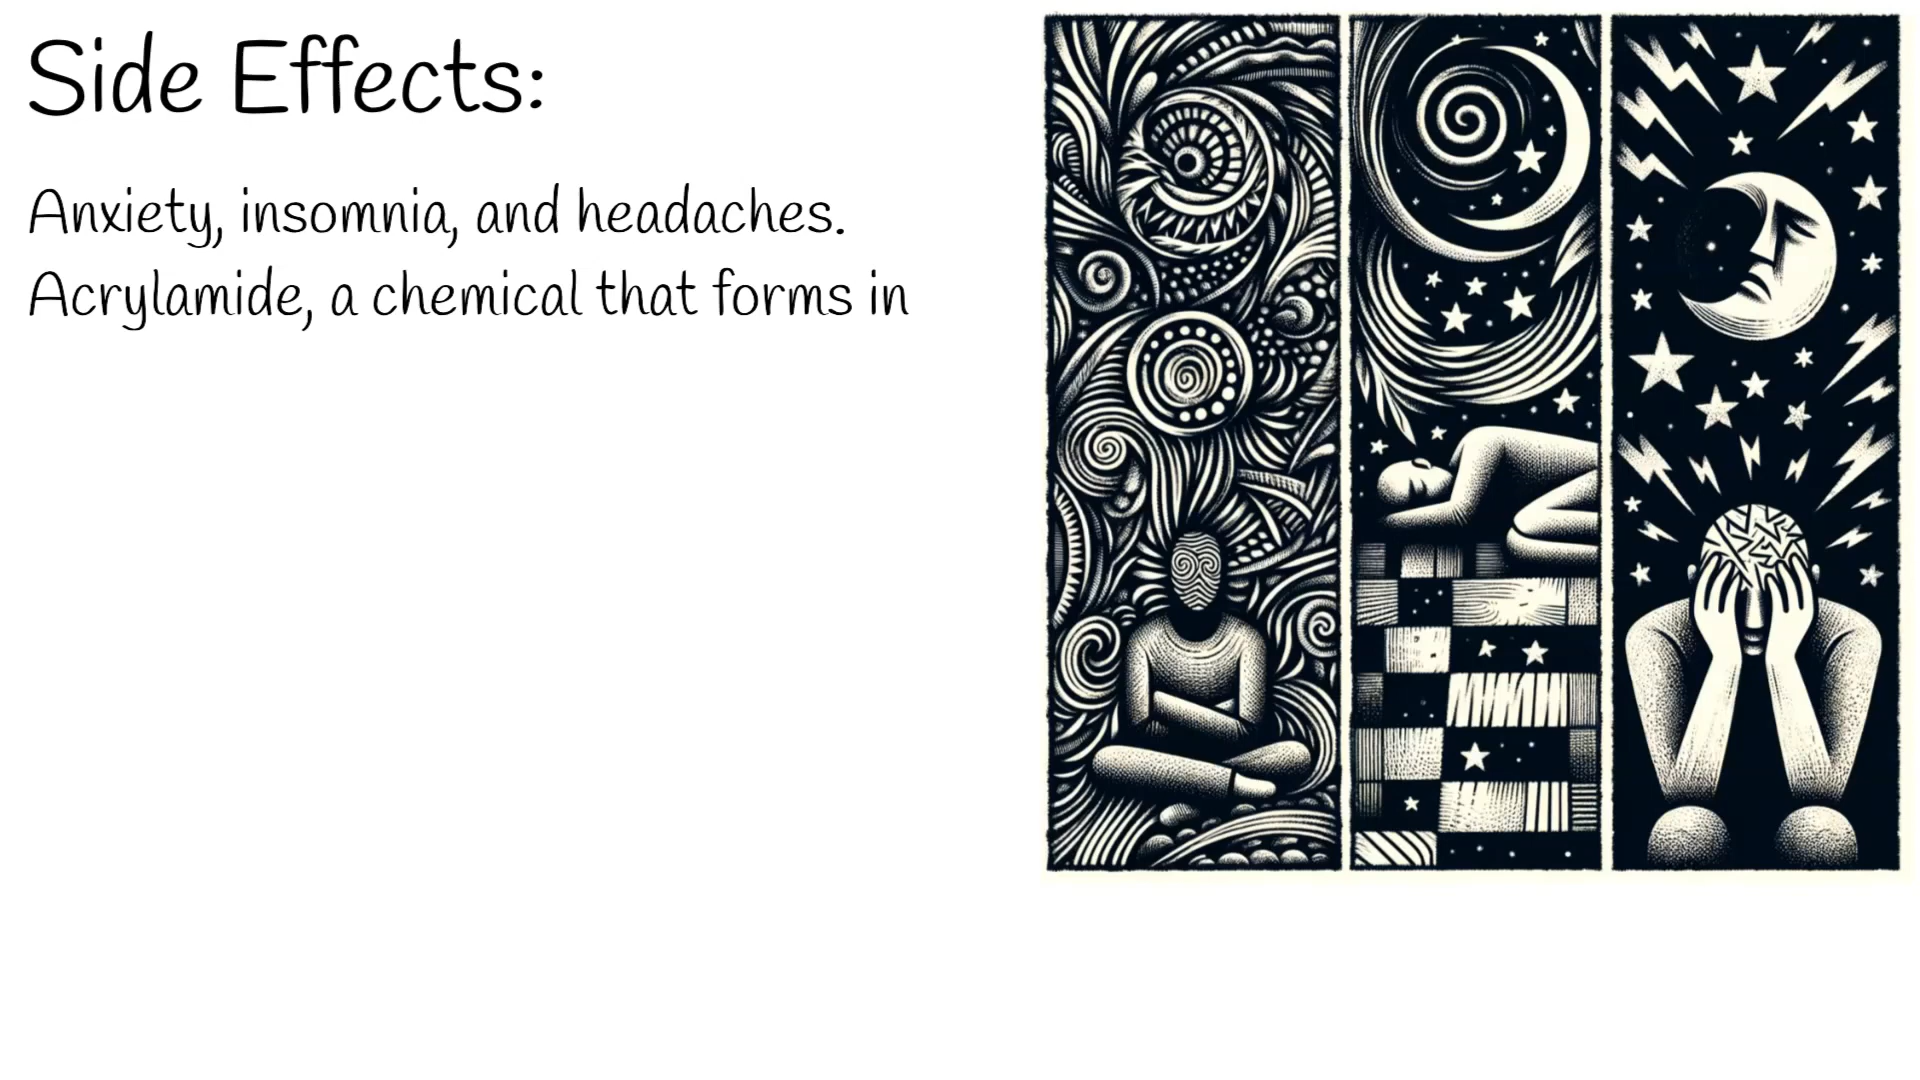 Side Effects:
Anxiety, insomnia, and headaches.
Acrylamide, a chemical that forms in